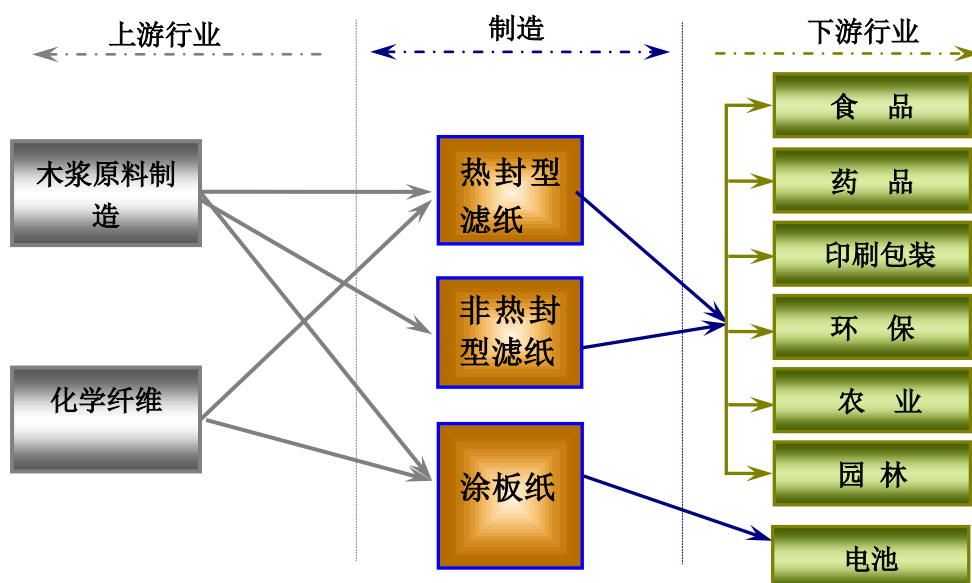 上游行业
制造
下游行业
木浆原料制
造
化学纤维
热封型
滤纸
非热封
型滤纸
涂板纸
食 品
药 品
印刷包装
环 保
农 业
园 林
电池